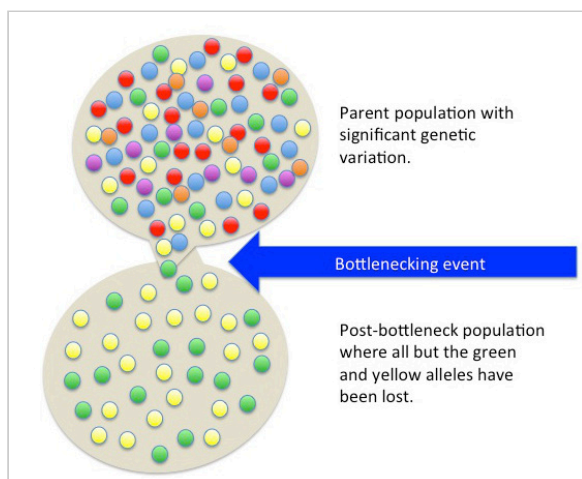 Parent population with
significant genetic
variation.
Bottlenecking event
Post-bottleneck population
where all but the green
and yellow alleles have
been lost.